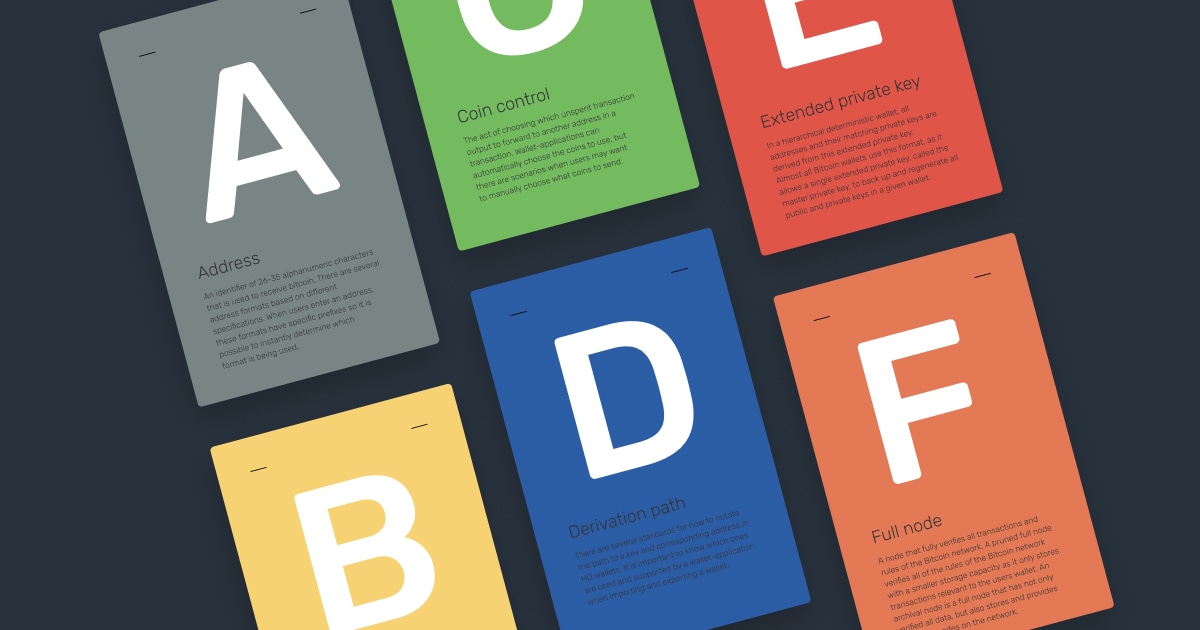 A
Address
An identifier of 26-35 alphanumeric characters
that is used to receive bitcoin. There are several
address formats based on different
specifications. When users enter an address,
these formats have specific prefixes so it is
possible to instantly determine which
format is being used.
B
C
Coin control
The act of choosing which unspent transaction
output to forward to another address in a
transaction. Wallet-applications can
automatically choose the coins to use, but
there are scenarios when users may want
to manually choose what coins to send.
D
Derivation path
There are several standards for how to notate
the path to a key and corresponding address in
HD wallets. It is important to know which ones
are used and supported by a wallet-application
when importing and exporting a wallet.
E
Extended private key
In a hierarchical deterministic wallet, all
addresses and their matching private keys are
derived from this extended private key.
Almost all Bitcoin wallets use this format, as it
allows a single extended private key, called the
master private key, to back up and regenerate all
public and private keys in a given wallet.
F
Full node
A node that fully verifies all transactions and
rules of the Bitcoin network. A pruned full node
verifies all of the rules of the Bitcoin network
with a smaller storage capacity as it only stores
transactions relevant to the users wallet. An
archival node is a full node that has not only
verified all data, but also stores and provides
on the network.